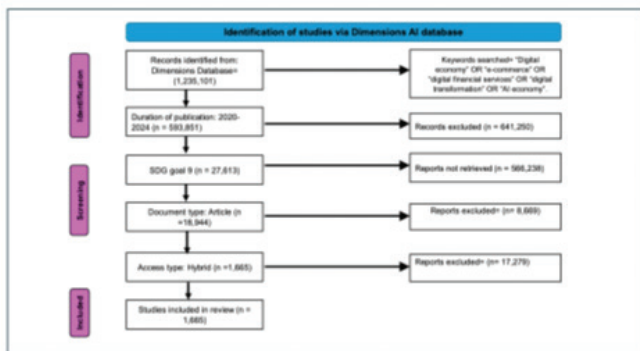 Identification of studies via Dimensions AI database
Identification
Records identified from:
Dimensions Database=
(1,235,101)
Keywords searched= "Digital
economy" OR "e-commerce" OR
"digital financial services" OR "digital
transformation" OR "AI economy".
Duration of publication: 2020-
2024 (n = 593,851)
Records excluded (n = 641,250)
Screening
SDG goal 9 (n = 27,613)
Reports not retrieved (n = 566,238)
Document type: Article (n
=18,944)
Reports excluded= (n= 8,669)
Access type: Hybrid (n =1,665)
Reports excluded= (n= 17,279)
Included
Studies included in review (n =
1,665)